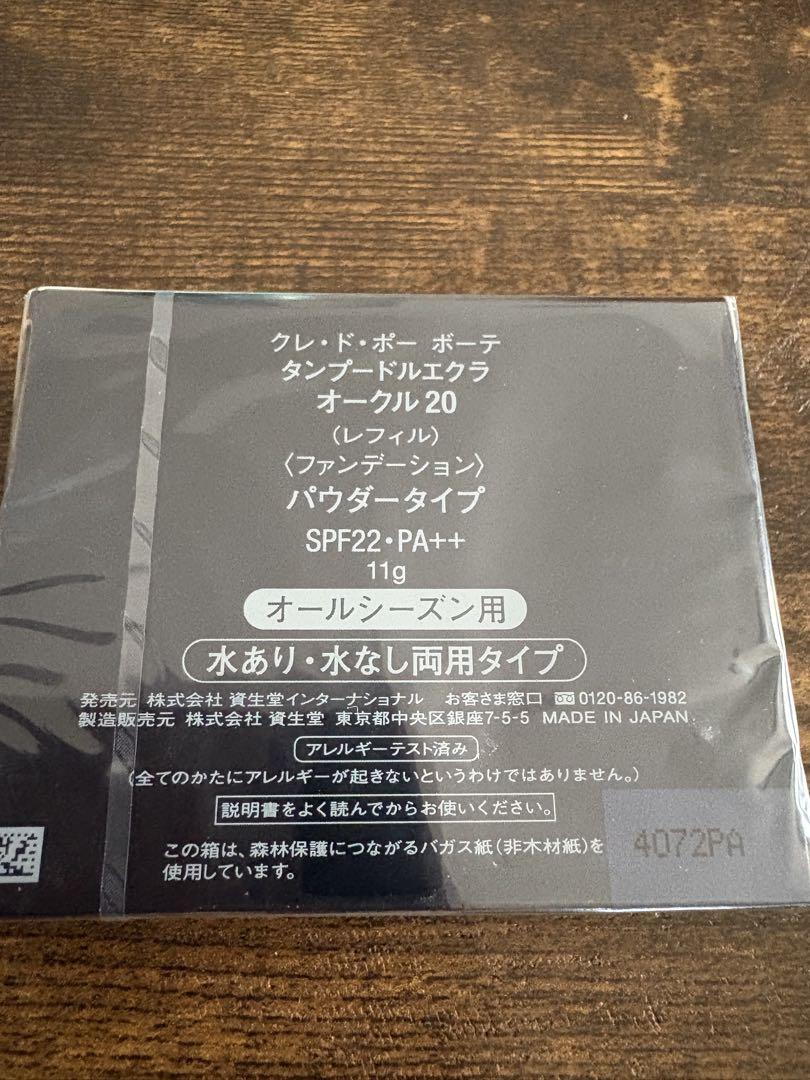 クレ・ド・ポー ボーテ
タンプードルエクラ
オークル20
(レフィル)
〈ファンデーション〉
パウダータイプ
SPF22・PA++
11g
オールシーズン用
水あり・水なし両用タイプ
発売元 株式会社 資生堂インターナショナル お客さま窓口 0120-86-1982
製造販売元 株式会社 資生堂 東京都中央区銀座7-5-5 MADE IN JAPAN
アレルギーテスト済み
(全てのかたにアレルギーが起きないというわけではありません。)
説明書をよく読んでからお使いください。
この箱は、森林保護につながるバガス紙(非木材紙)を
使用しています。
4072PA